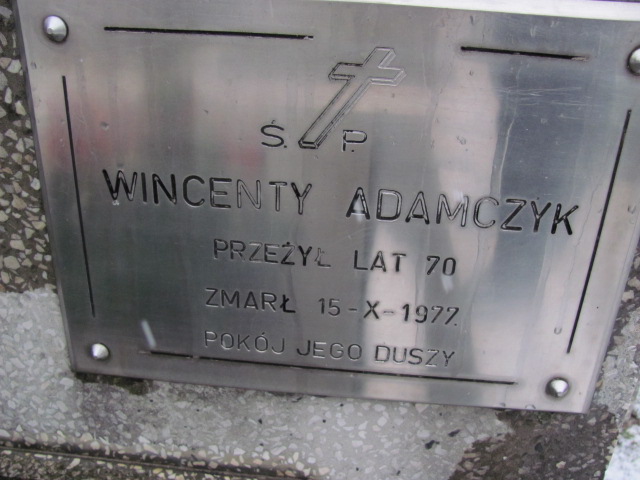 Ś. P.
WINCENTY ADAMCZYK
PRZEŻYŁ LAT 70
ZMARŁ 15-X-1977.
POKÓJ JEGO DUSZY